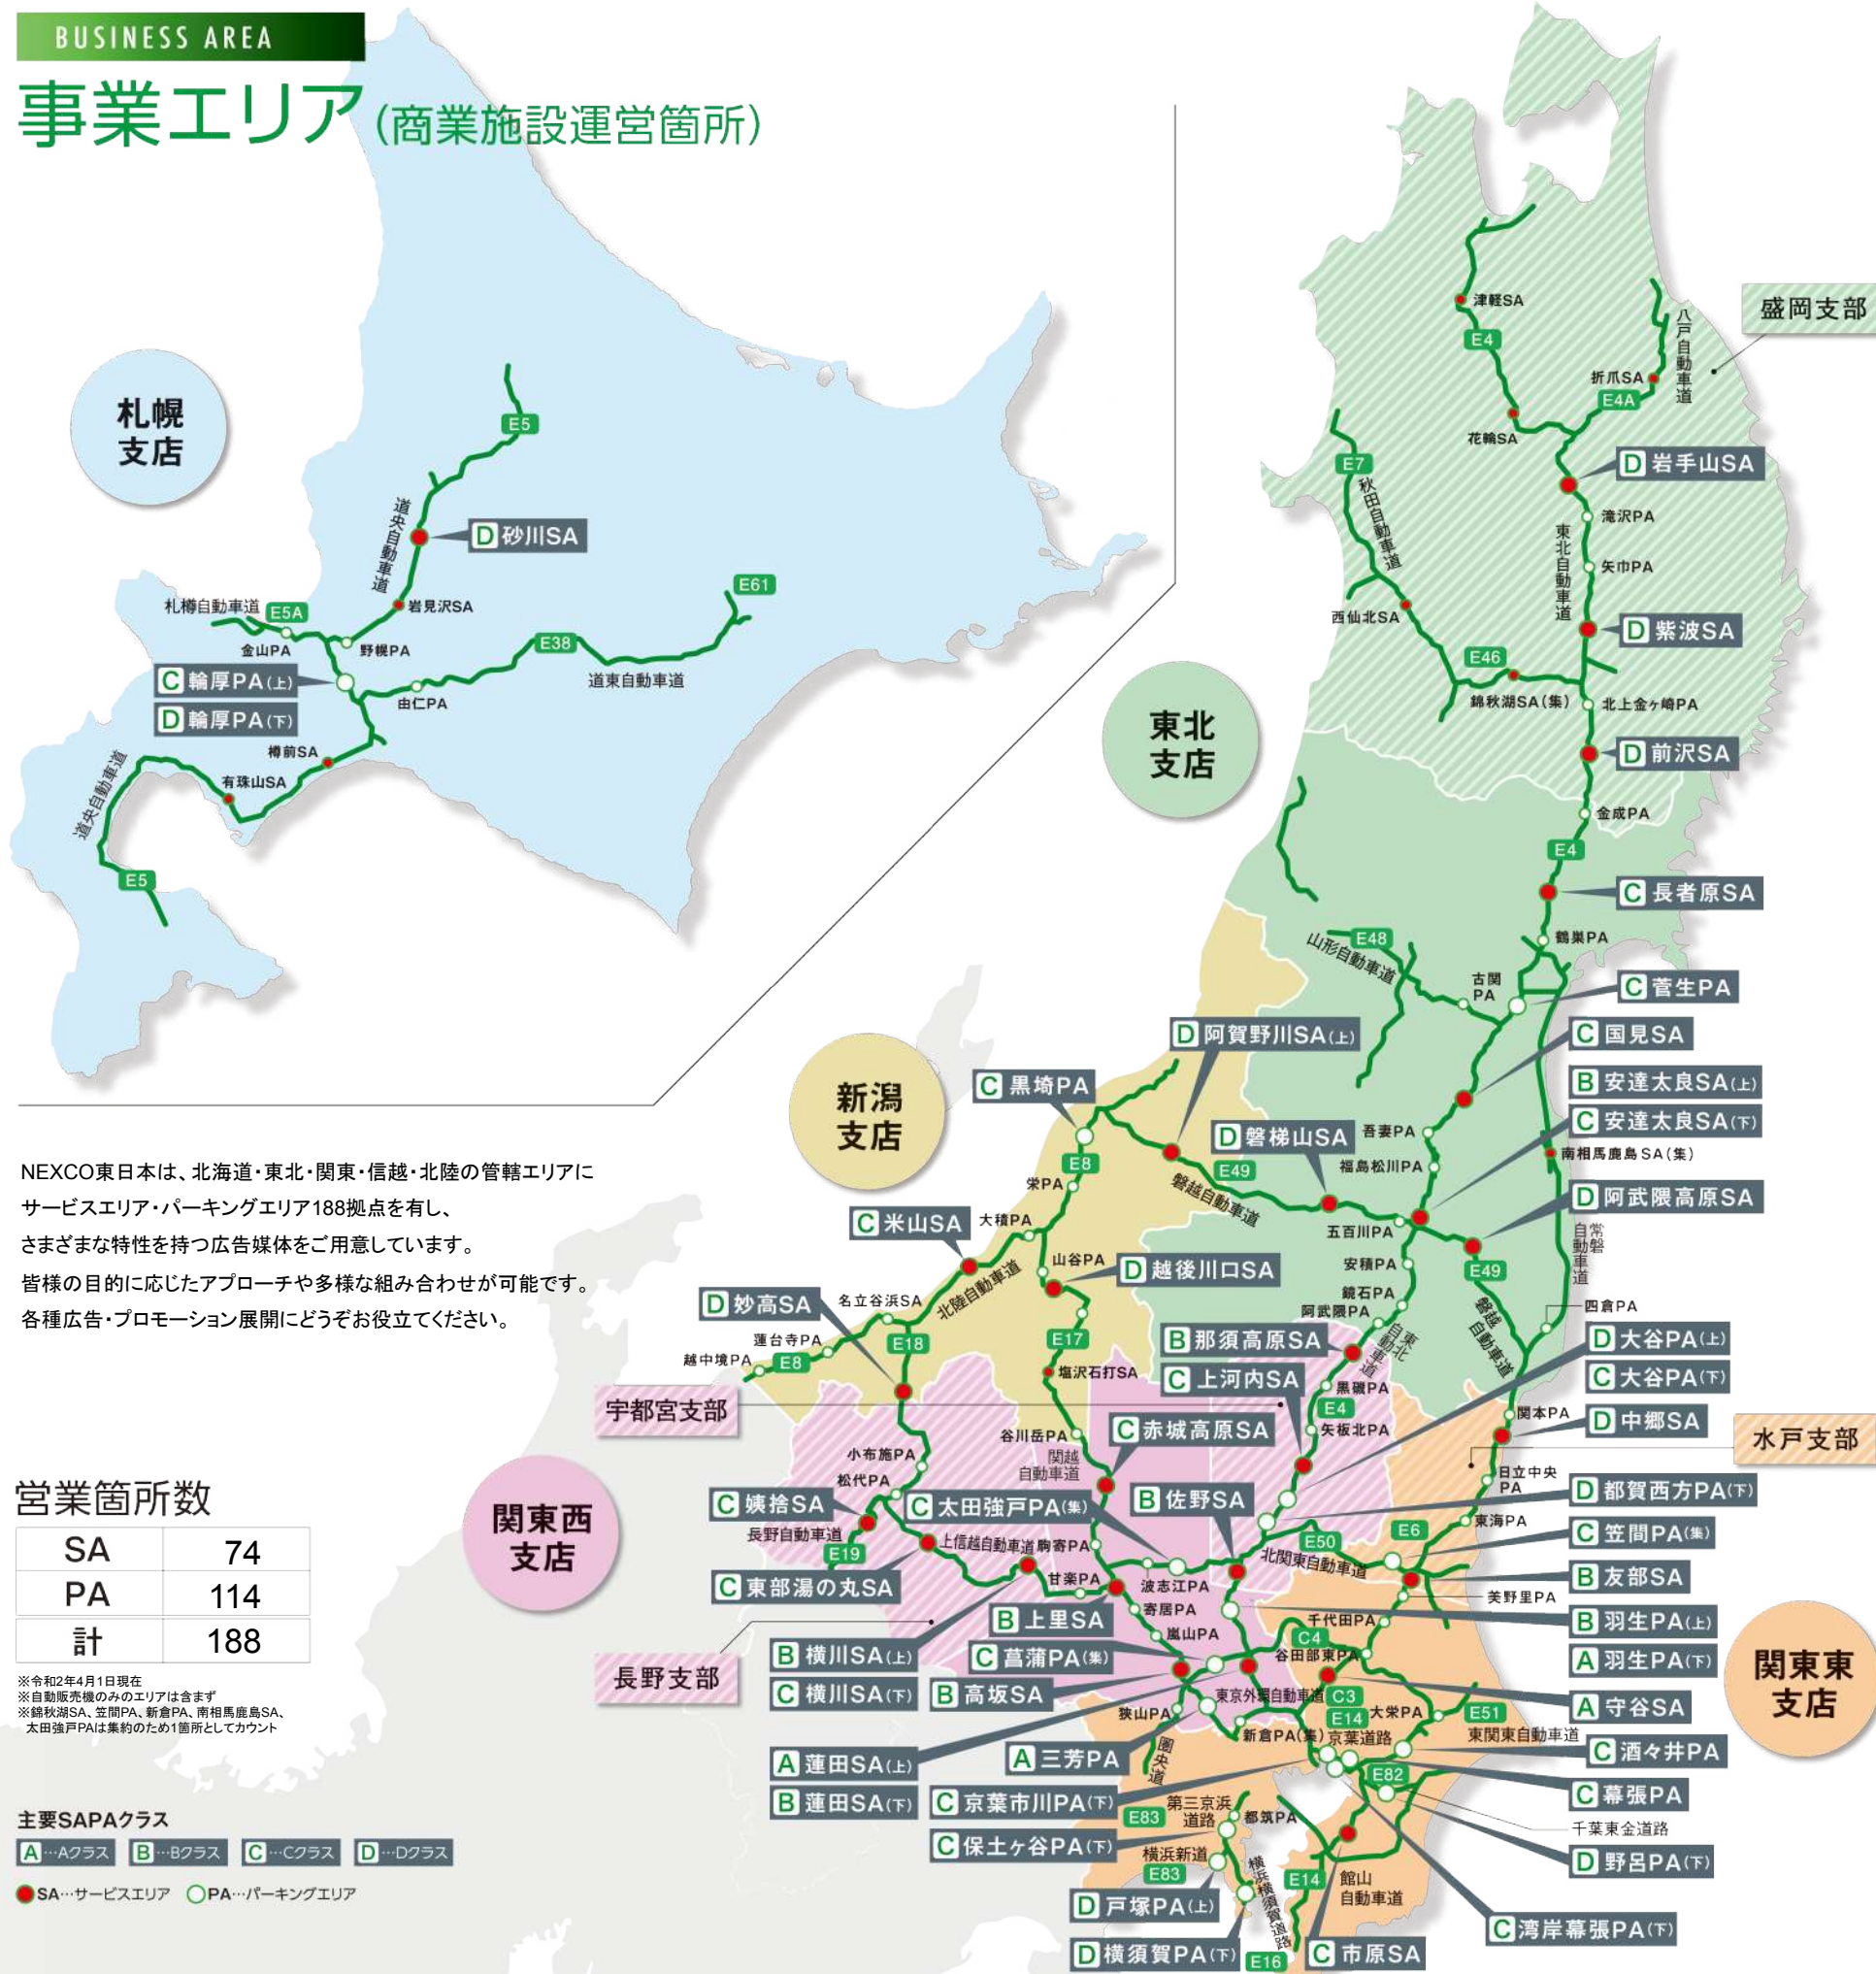 BUSINESS AREA
事業エリア(商業施設運営箇所)
札幌
支店
E5
道央自動車道
D 砂川SA
岩見沢SA
札樽自動車道 E5A
金山PA
野幌PA
E61
E38
道東自動車道
C 輪厚PA(上)
D 輪厚PA(下)
由仁PA
樽前SA
有珠山SA
道央自動車道
E5
盛岡支部
津軽SA
E4
八戸自動車道
折爪SA
E4A
花輪SA
D 岩手山SA
E7
秋田自動車道
滝沢PA
東北自動車道
矢巾PA
西仙北SA
D 紫波SA
E46
錦秋湖SA(集)
北上金ヶ崎PA
D 前沢SA
東北
支店
金成PA
E4
C 長者原SA
鶴巣PA
E48
山形自動車道
古関
PA
C 菅生PA
C 国見SA
B 安達太良SA(上)
C 安達太良SA(下)
吾妻PA
福島松川PA
南相馬鹿島SA(集)
D 阿武隈高原SA
D 阿賀野川SA(上)
C 黒埼PA
新潟
支店
D 磐梯山SA
E8
E49
磐越自動車道
栄PA
五百川PA
安積PA
E49
常磐
自動車道
鏡石PA
阿武隈PA
磐越
自動車道
四倉PA
C 米山SA
大積PA
山谷PA
D 越後川口SA
北陸自動車道
D 妙高SA
名立谷浜SA
蓮台寺PA
越中境PA
E8
E18
E17
塩沢石打SA
NEXCO東日本は、北海道・東北・関東・信越・北陸の管轄エリアに
サービスエリア・パーキングエリア188拠点を有し、
さまざまな特性を持つ広告媒体をご用意しています。
皆様の目的に応じたアプローチや多様な組み合わせが可能です。
各種広告・プロモーション展開にどうぞお役立てください。
B 那須高原SA
東北
自動車道
C 上河内SA
黒磯PA
E4
矢板北PA
D 大谷PA(上)
C 大谷PA(下)
関本PA
D 中郷SA
水戸支部
宇都宮支部
谷川岳PA
関越
自動車道
C 赤城高原SA
小布施PA
松代PA
日立中央
PA
D 都賀西方PA(下)
東海PA
C 笠間PA(集)
E6
E50
北関東自動車道
B 友部SA
美野里PA
関東西
支店
C 姨捨SA
長野自動車道
E19
C 太田強戸PA(集)
B 佐野SA
上信越自動車道
駒寄PA
C 東部湯の丸SA
甘楽PA
波志江PA
寄居PA
嵐山PA
B 上里SA
千代田PA
C4
谷田部東PA
B 羽生PA(上)
A 羽生PA(下)
関東東
支店
長野支部
B 横川SA(上)
C 横川SA(下)
C 菖蒲PA(集)
B 高坂SA
東京外環自動車道
C3
A 守谷SA
狭山PA
E14
大栄PA
E51
新倉PA(集)
京葉道路
東関東自動車道
圏央道
A 蓮田SA(上)
B 蓮田SA(下)
A 三芳PA
C 酒々井PA
E82
C 幕張PA
C 京葉市川PA(下)
第三京浜
道路
E83
都筑PA
千葉東金道路
C 保土ヶ谷PA(下)
横浜新道
E83
D 野呂PA(下)
横浜横須賀道路
E14
館山
自動車道
D 戸塚PA(上)
C 湾岸幕張PA(下)
D 横須賀PA(下)
E16
C 市原SA
営業箇所数
SA 74
PA 114
計 188
※令和2年4月1日現在
※自動販売機のみのエリアは含まず
※錦秋湖SA、笠間PA、新倉PA、南相馬鹿島SA、
太田強戸PAは集約のため1箇所としてカウント
主要SAPAクラス
A…Aクラス B…Bクラス C…Cクラス D…Dクラス
SA…サービスエリア PA…パーキングエリア